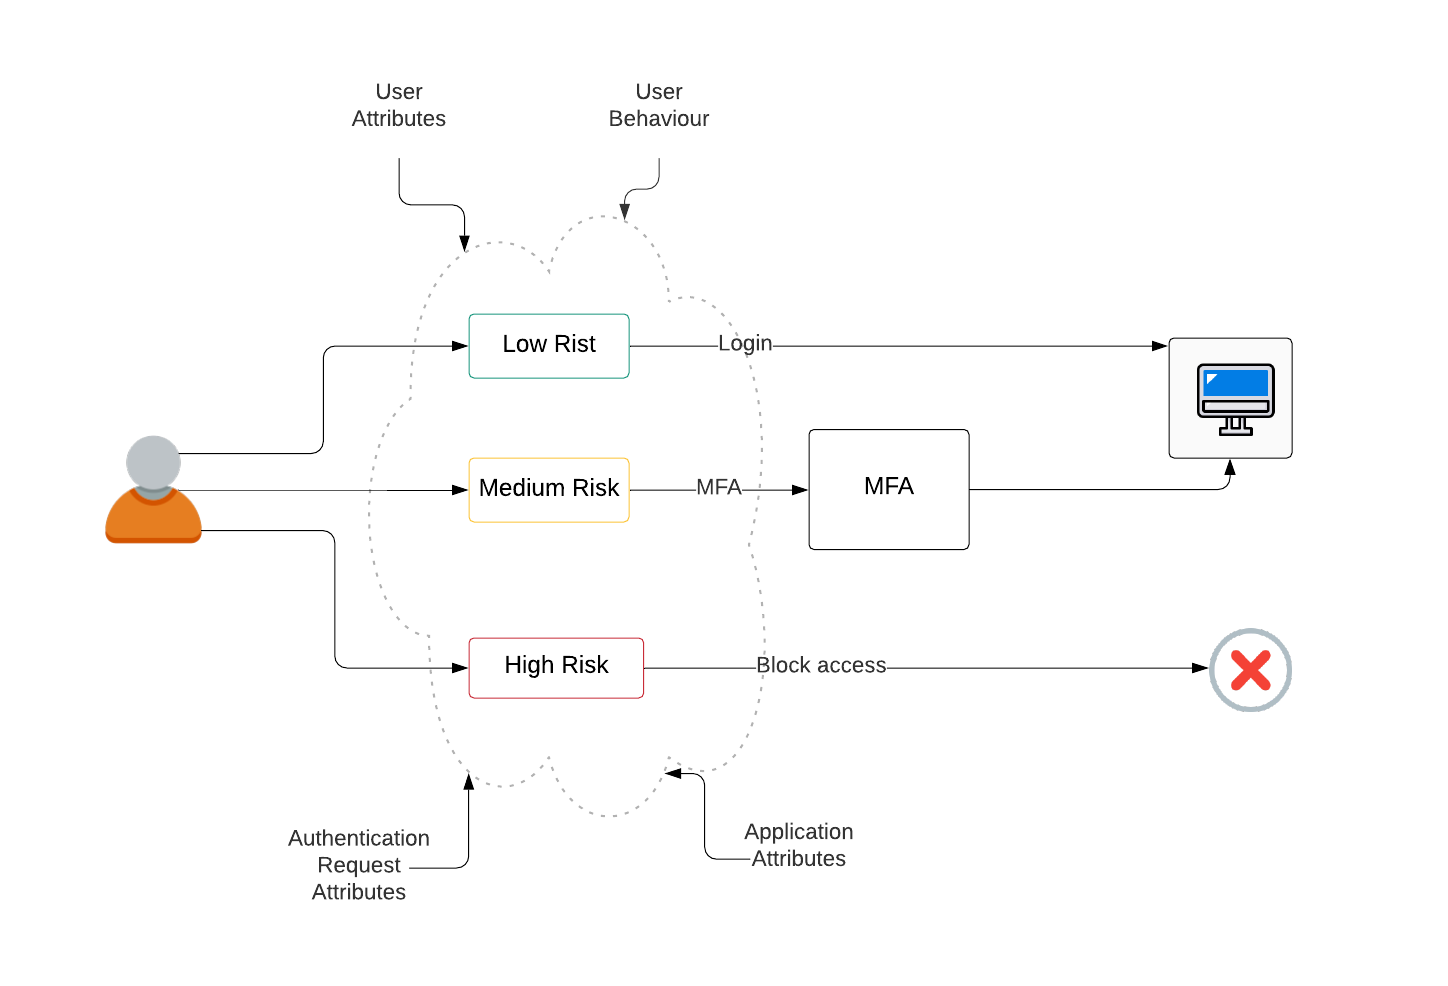 User
Attributes
User
Behaviour
Low Rist
Login
Medium Risk
MFA
MFA
High Risk
Block access
Authentication
Request
Attributes
Application
Attributes